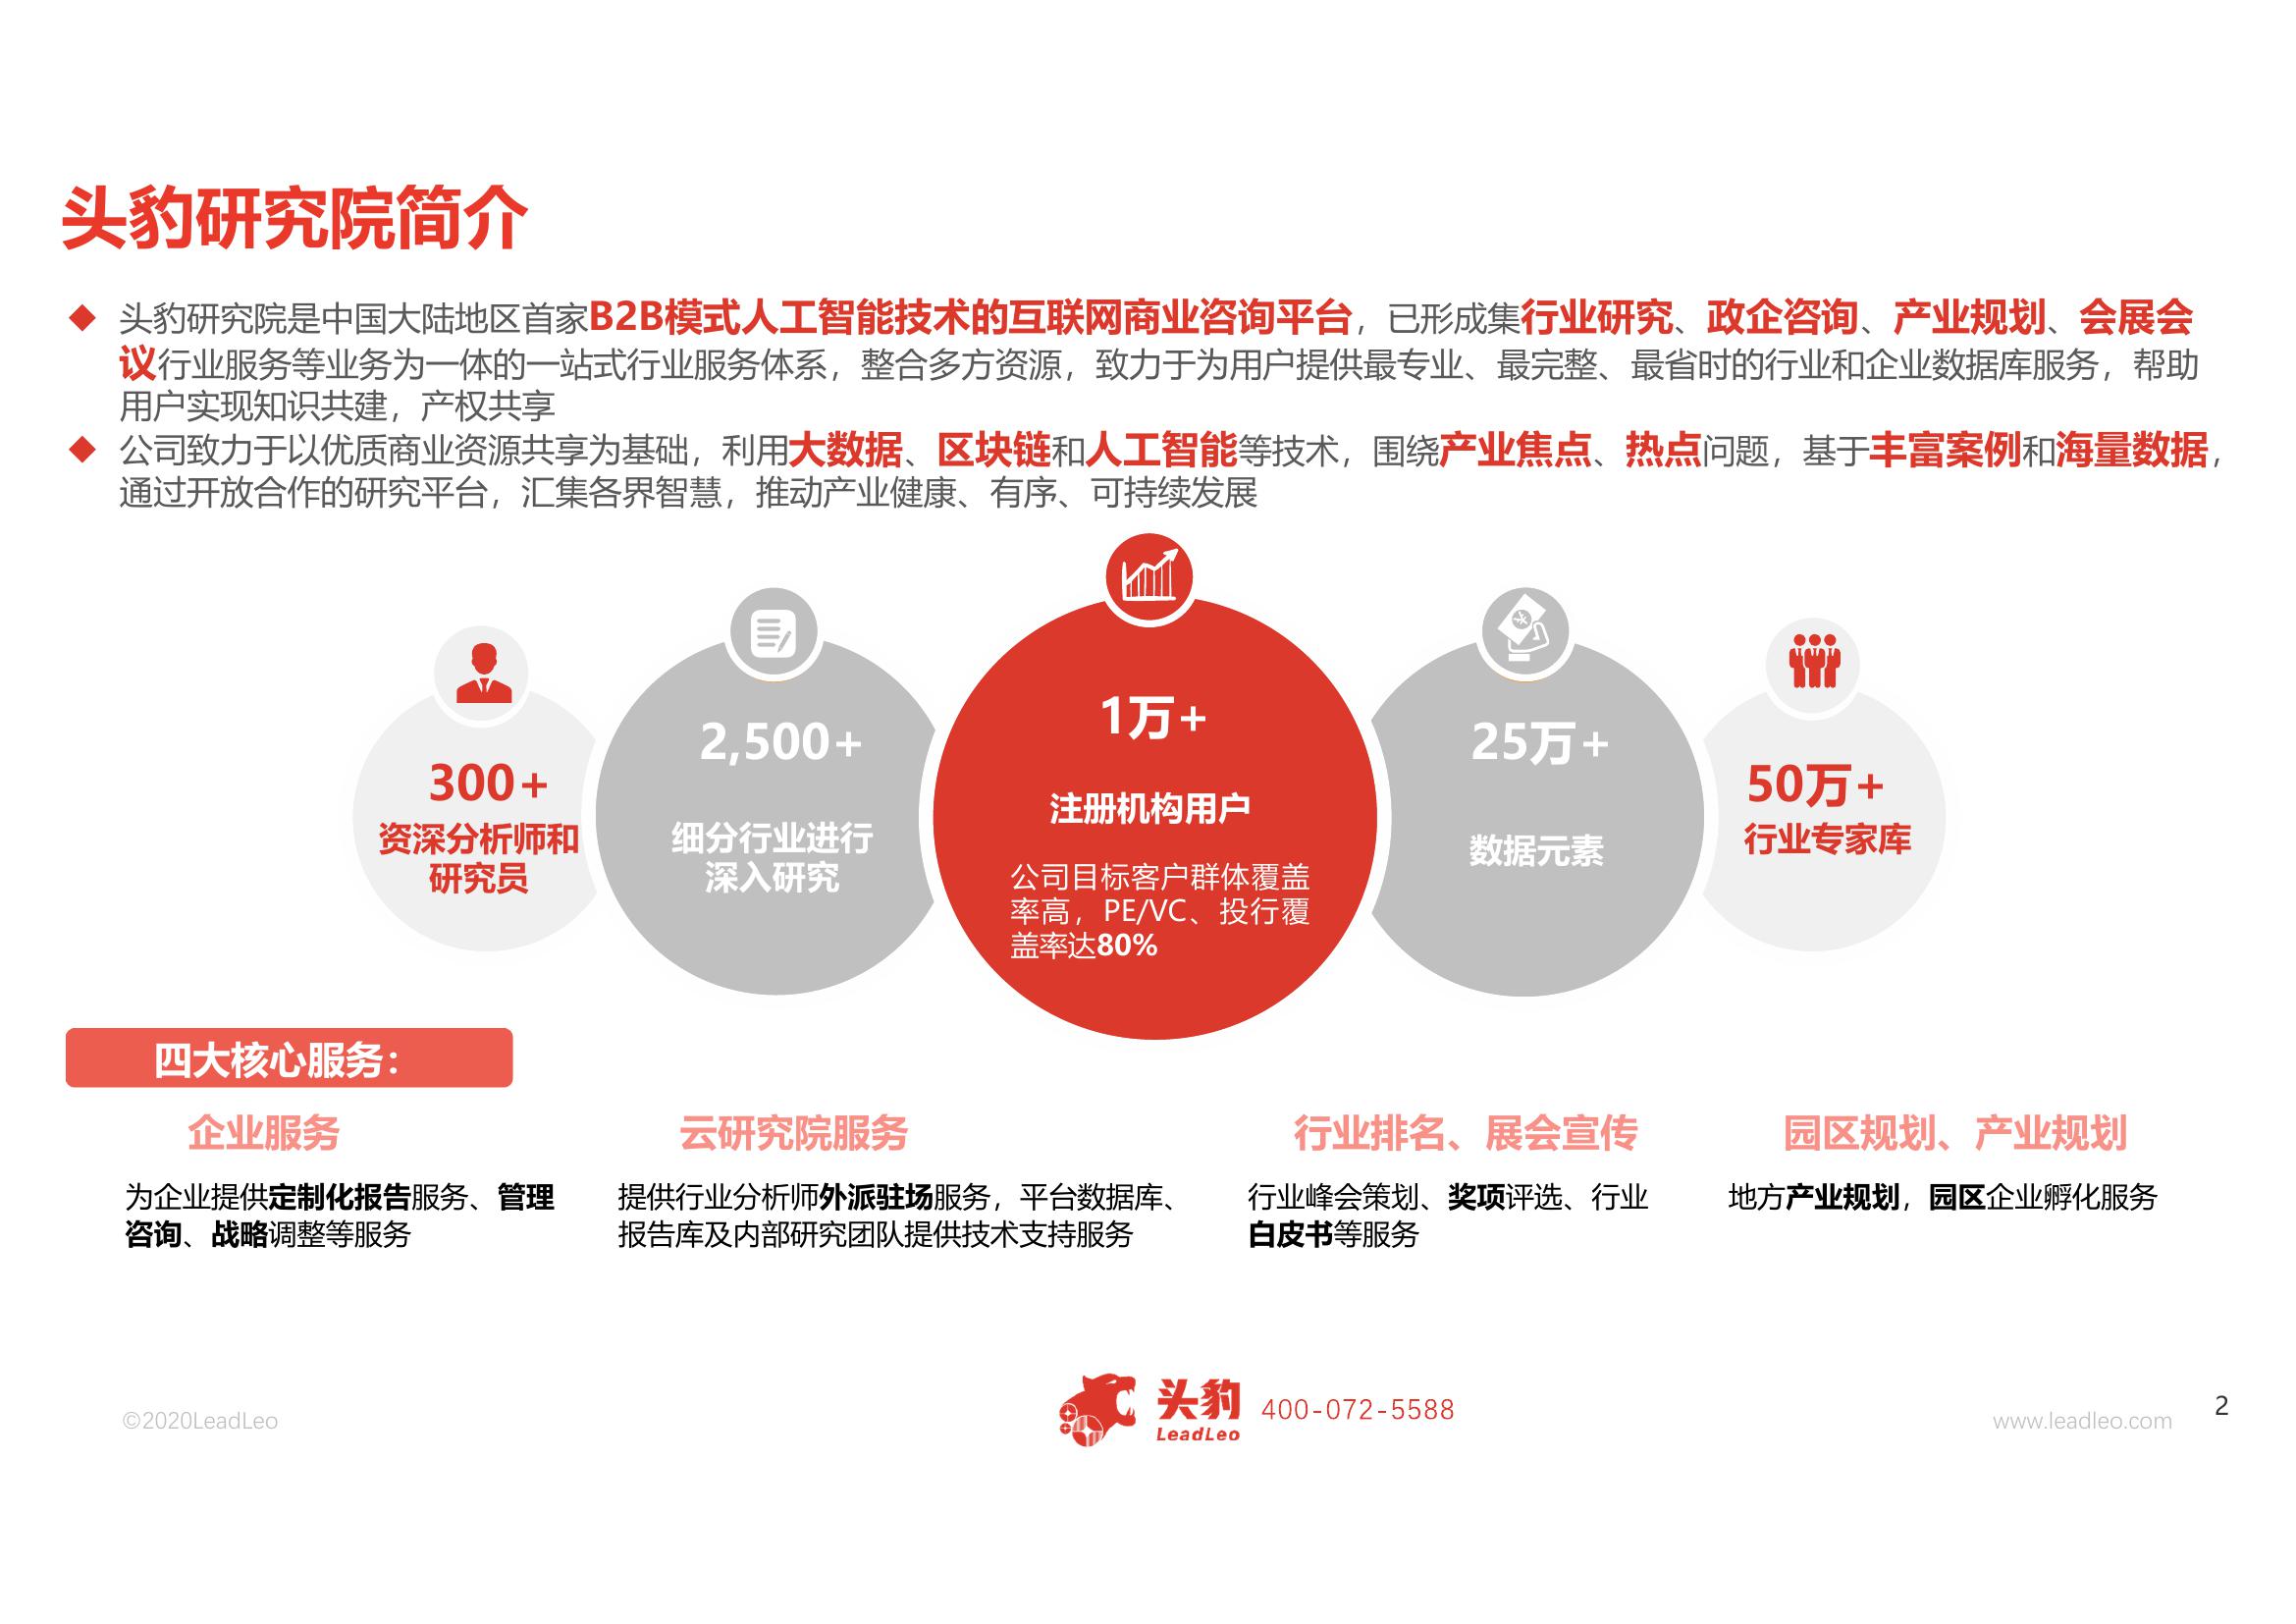 头豹研究院简介
◆ 头豹研究院是中国大陆地区首家B2B模式人工智能技术的互联网商业咨询平台，已形成集行业研究、政企咨询、产业规划、会展会
议行业服务等业务为一体的一站式行业服务体系，整合多方资源，致力于为用户提供最专业、最完整、最省时的行业和企业数据库服务，帮助
用户实现知识共建，产权共享
◆ 公司致力于以优质商业资源共享为基础，利用大数据、区块链和人工智能等技术，围绕产业焦点、热点问题，基于丰富案例和海量数据，
通过开放合作的研究平台，汇集各界智慧，推动产业健康、有序、可持续发展
300+
资深分析师和
研究员
2,500+
细分行业进行
深入研究
1万+
注册机构用户
公司目标客户群体覆盖
率高，PE/VC、投行覆
盖率达80%
25万+
数据元素
50万+
行业专家库
四大核心服务：
企业服务
为企业提供定制化报告服务、管理
咨询、战略调整等服务
云研究院服务
提供行业分析师外派驻场服务，平台数据库、
报告库及内部研究团队提供技术支持服务
行业排名、展会宣传
行业峰会策划、奖项评选、行业
白皮书等服务
园区规划、产业规划
地方产业规划，园区企业孵化服务
©2020LeadLeo
头豹
LeadLeo
400-072-5588
www.leadleo.com
2